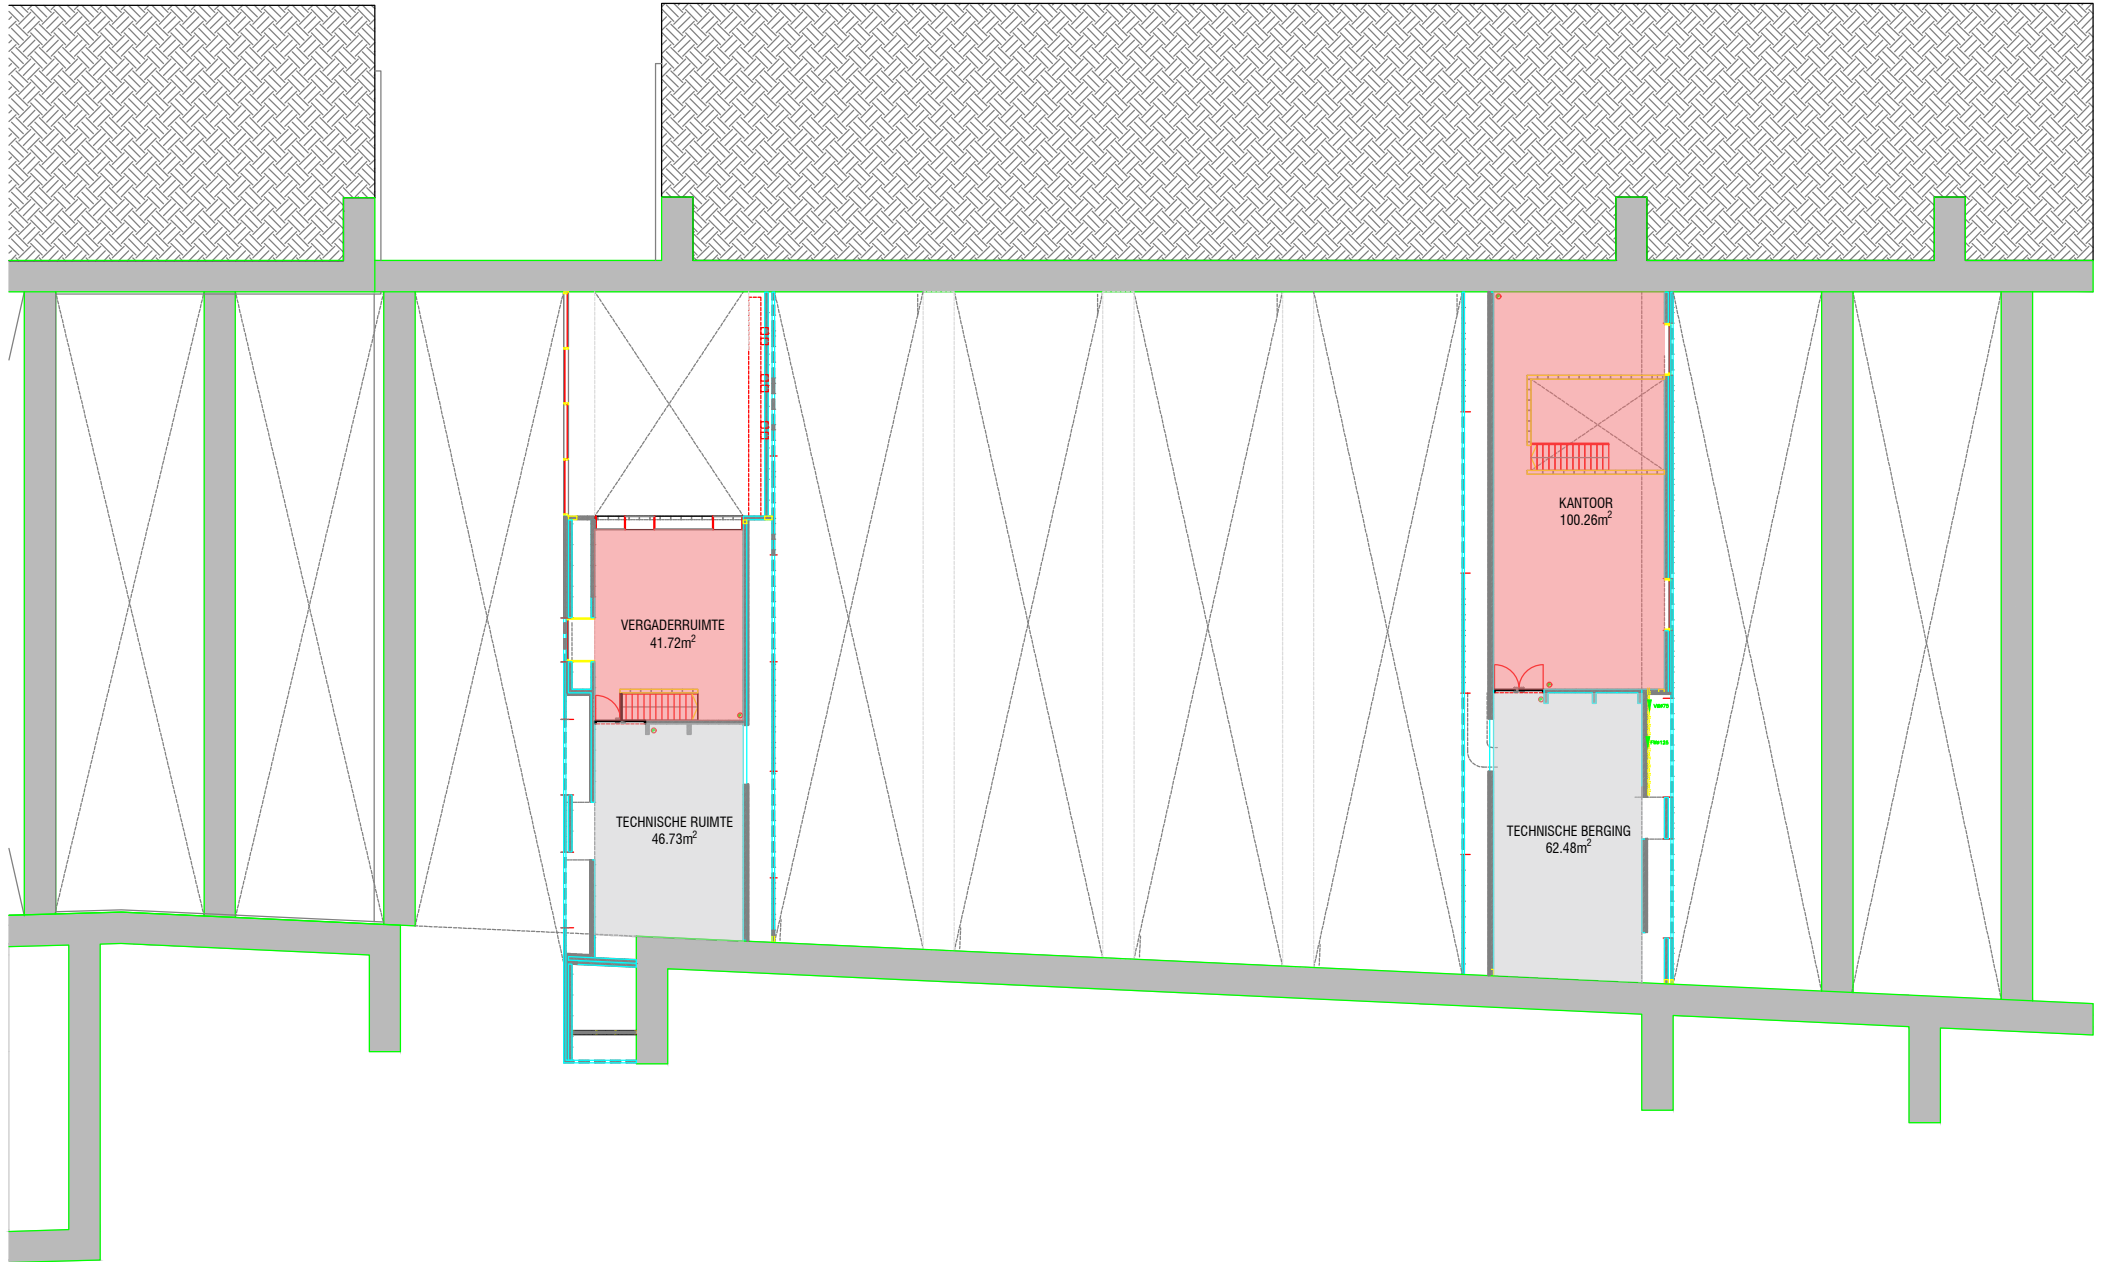 KANTOOR
100.26m²
VERGADERRUIMTE
41.72m²
TECHNISCHE RUIMTE
46.73m²
TECHNISCHE BERGING
62.48m²